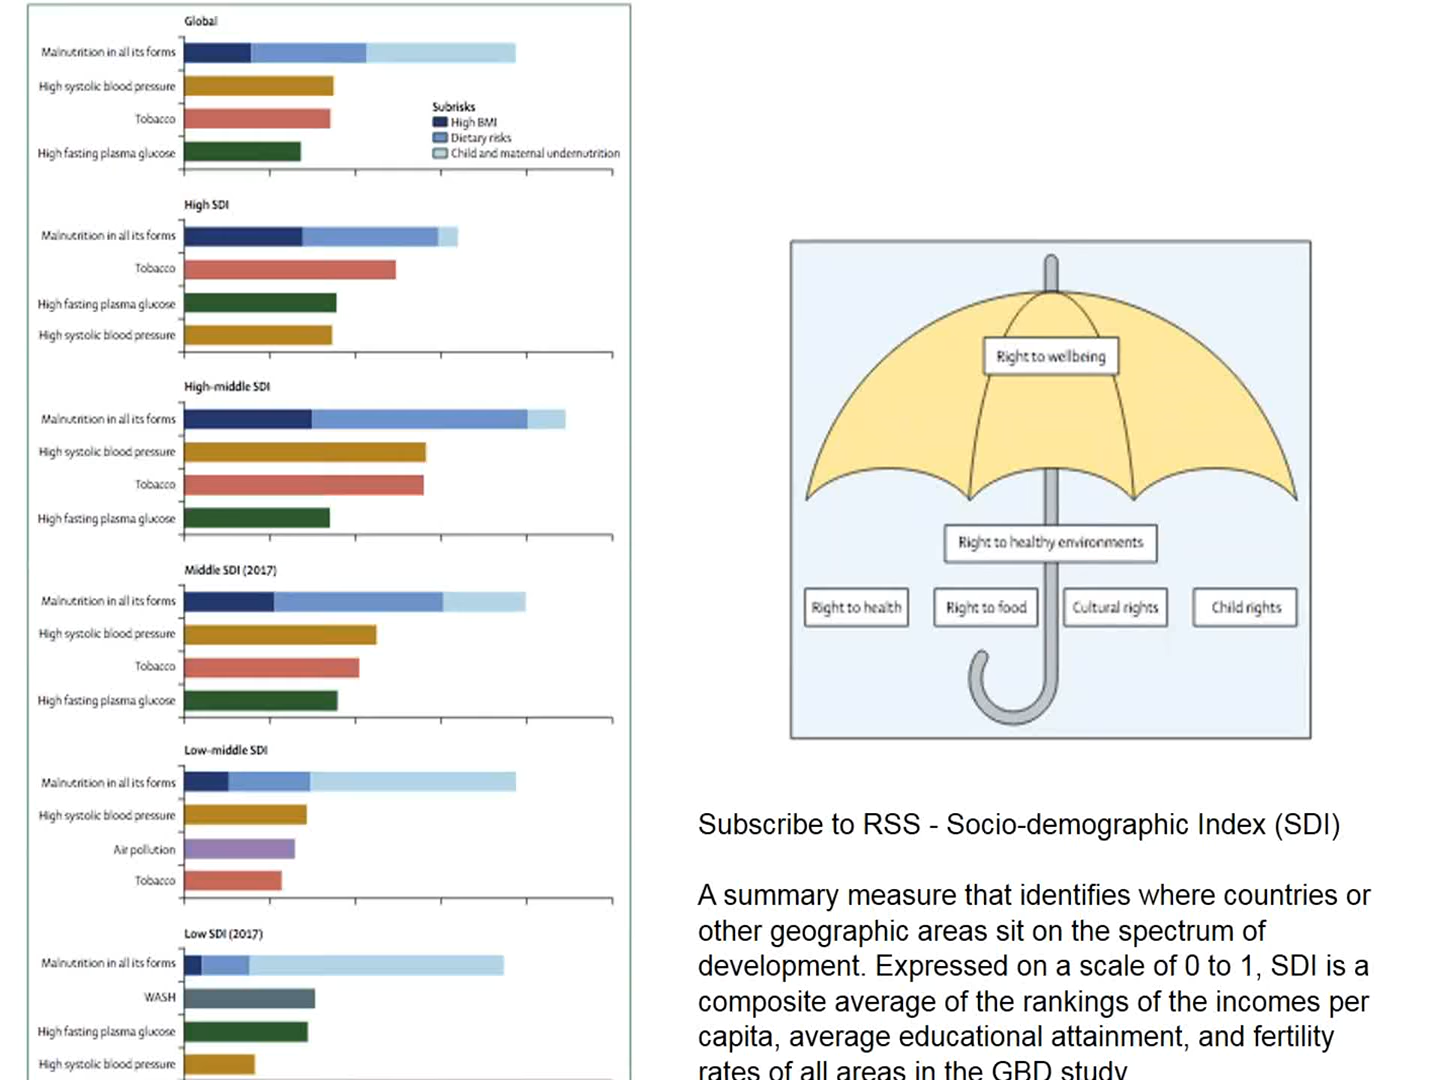 Global
Malnutrition in all its forms
High systolic blood pressure
Tobacco
High fasting plasma glucose
Subrisks
High BMI
Dietary risks
Child and maternal undernutrition
High SDI
Malnutrition in all its forms
Tobacco
High fasting plasma glucose
High systolic blood pressure
High-middle SDI
Malnutrition in all its forms
High systolic blood pressure
Tobacco
High fasting plasma glucose
Middle SDI (2017)
Malnutrition in all its forms
High systolic blood pressure
Tobacco
High fasting plasma glucose
Low-middle SDI
Malnutrition in all its forms
High systolic blood pressure
Air pollution
Tobacco
Low SDI (2017)
Malnutrition in all its forms
WASH
High fasting plasma glucose
High systolic blood pressure
Right to wellbeing
Right to healthy environments
Right to health
Right to food
Cultural rights
Child rights
Subscribe to RSS - Socio-demographic Index (SDI)
A summary measure that identifies where countries or
other geographic areas sit on the spectrum of
development. Expressed on a scale of 0 to 1, SDI is a
composite average of the rankings of the incomes per
capita, average educational attainment, and fertility
rates of all areas in the GBD study